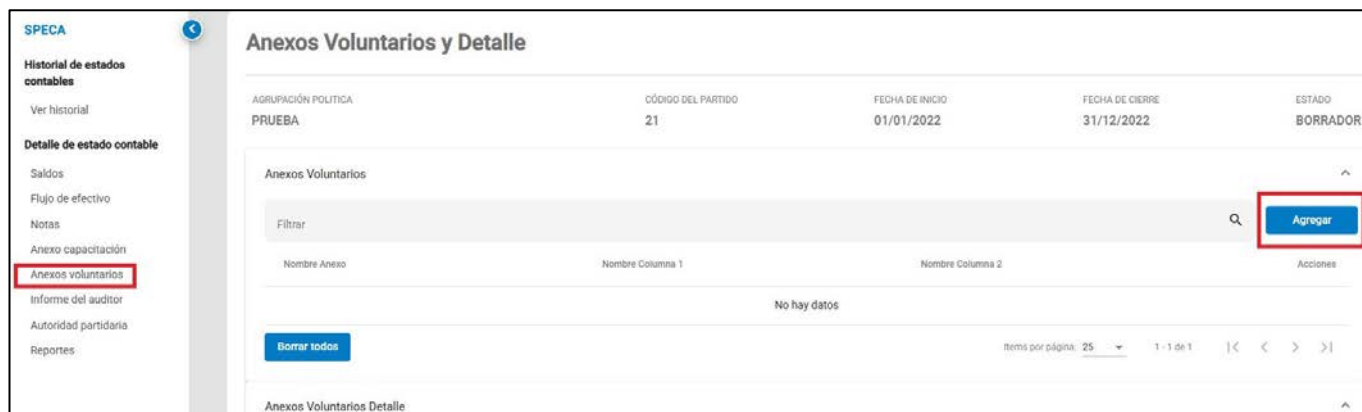 SPECA
Historial de estados
contables
Ver historial
Detalle de estado contable
Saldos
Flujo de efectivo
Notas
Anexo capacitación
Anexos voluntarios
Informe del auditor
Autoridad partidaria
Reportes
Anexos Voluntarios y Detalle
AGRUPACIÓN POLITICA CÓDIGO DEL PARTIDO FECHA DE INICIO FECHA DE CIERRE ESTADO
PRUEBA 21 01/01/2022 31/12/2022 BORRADOR
Anexos Voluntarios
Filtrar Agregar
Nombre Anexo Nombre Columna 1 Nombre Columna 2 Acciones
No hay datos
Borrar todos Items por página: 25 1 - 1 de 1
Anexos Voluntarios Detalle